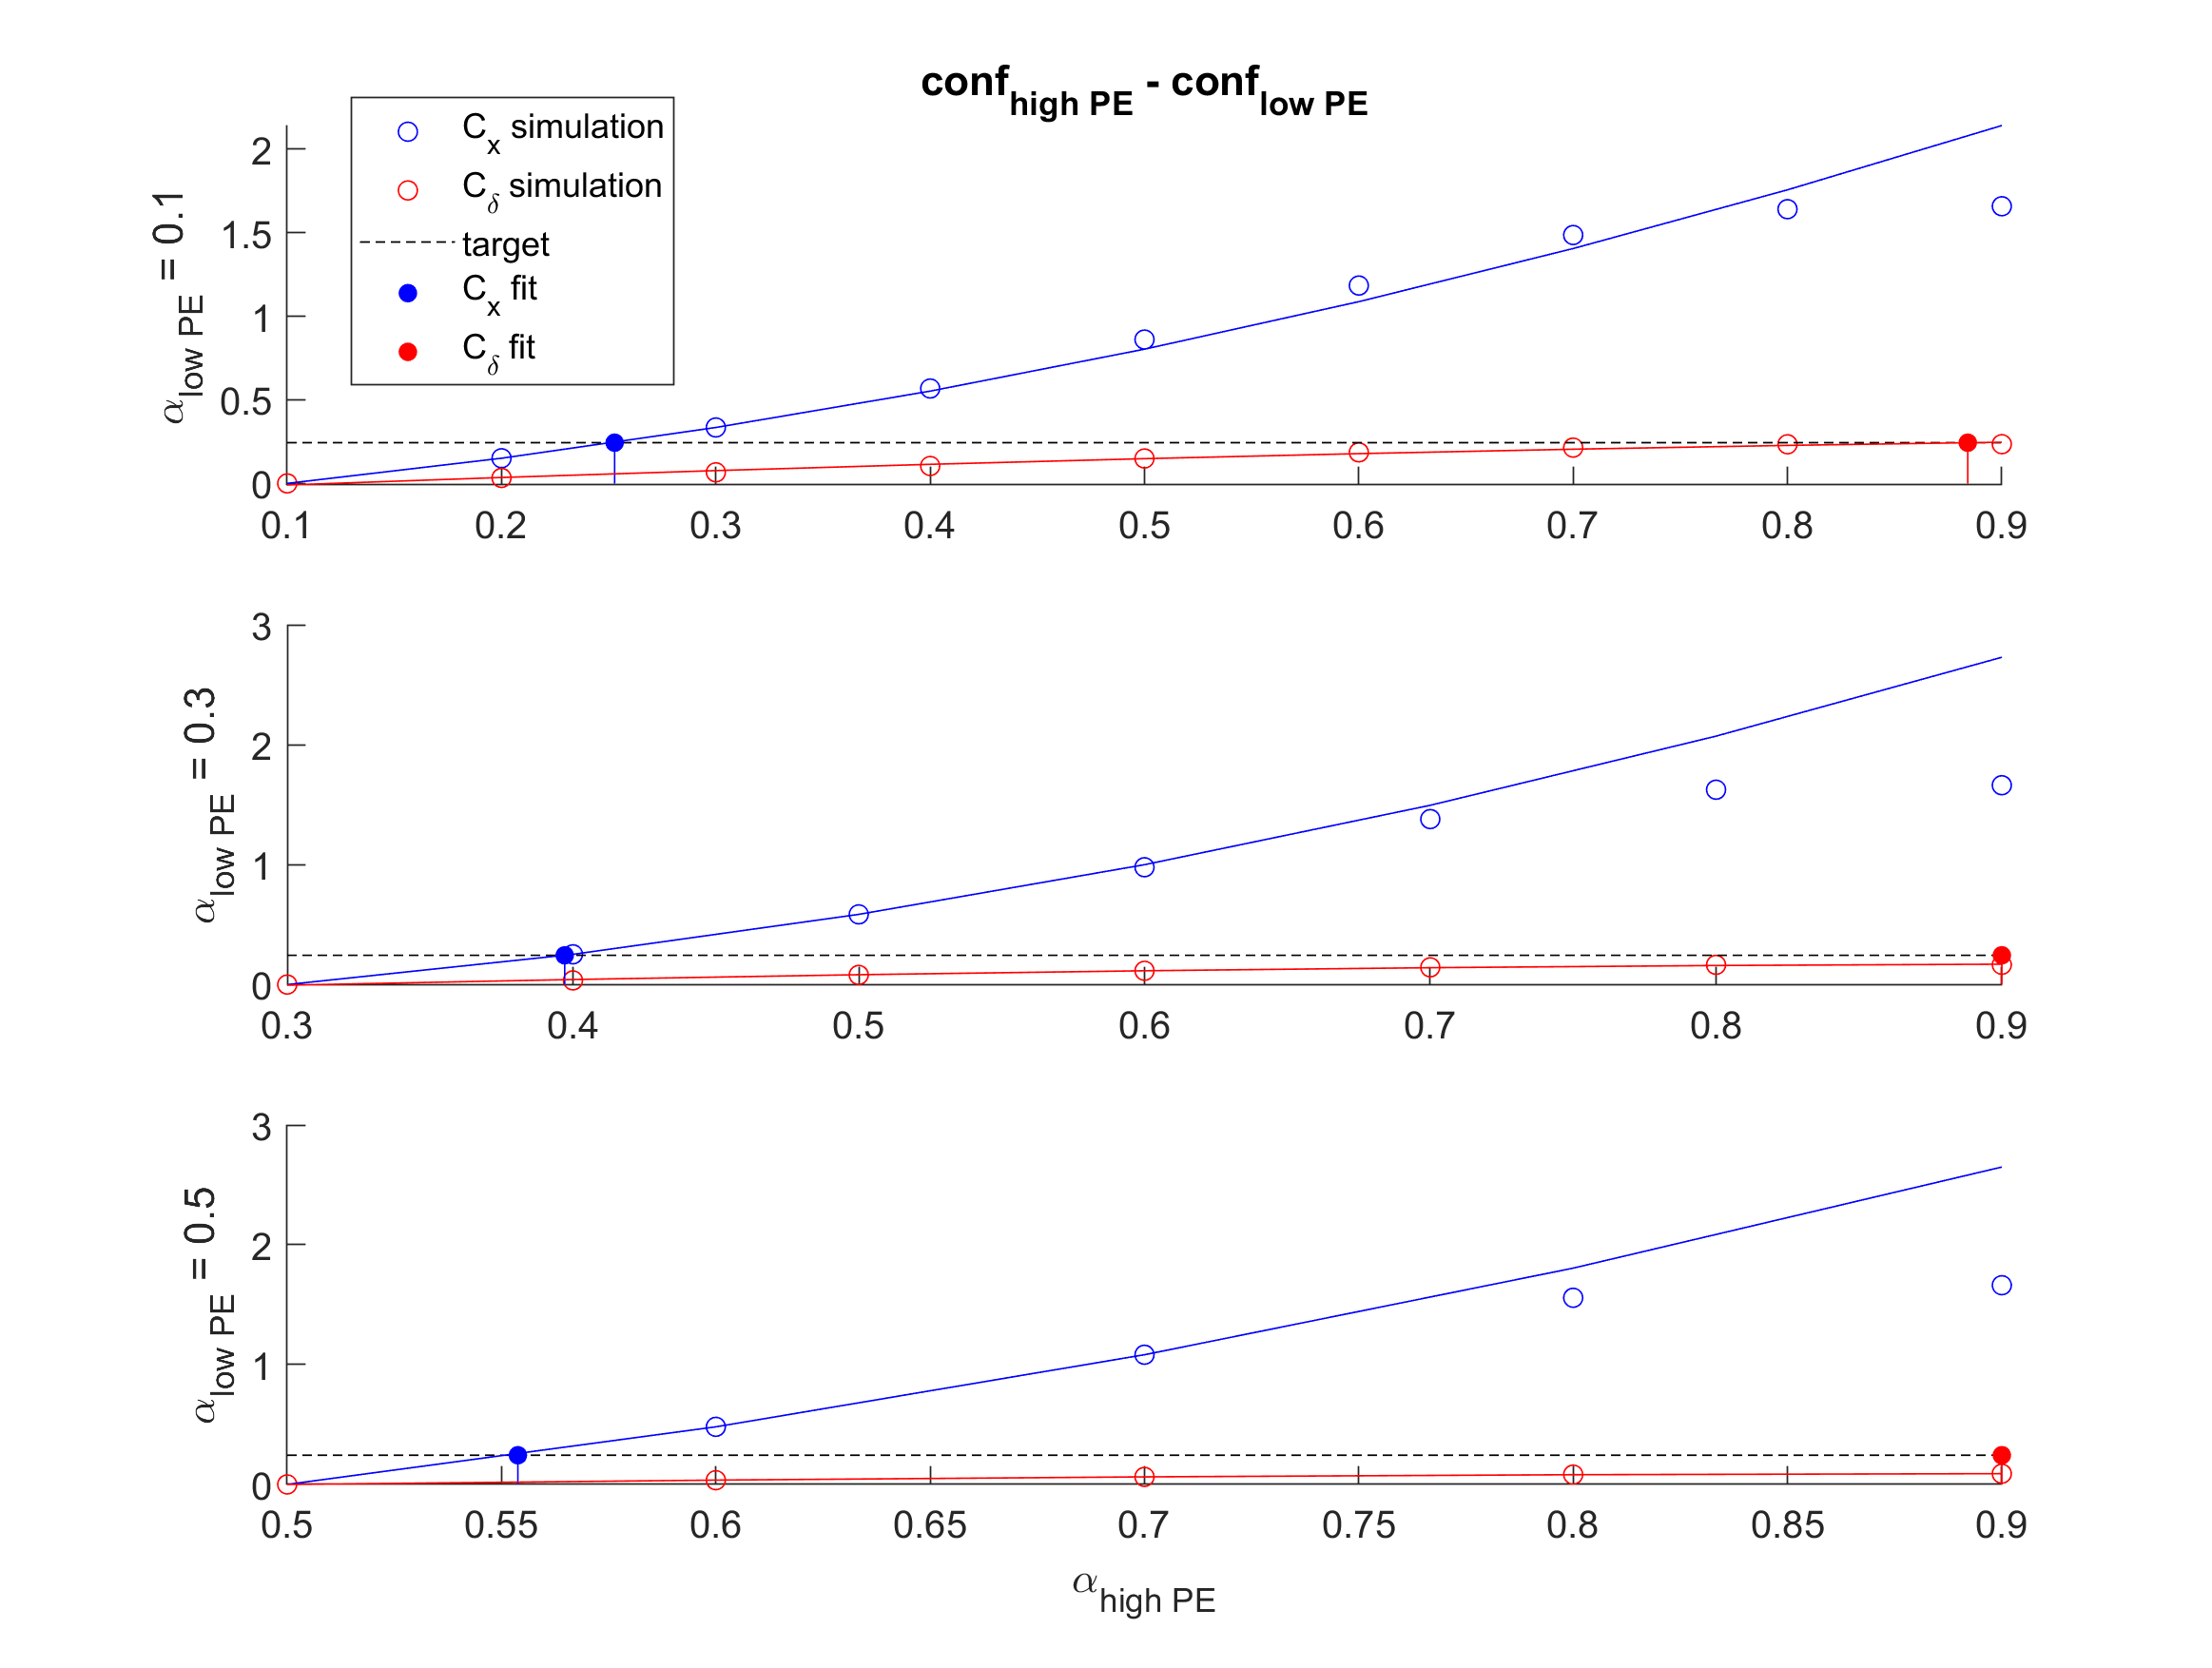 conf_high PE - conf_low PE
C_x simulation
C_δ simulation
target
C_x fit
C_δ fit
α_low PE = 0.1
2
1.5
1
0.5
0
0.1 0.2 0.3 0.4 0.5 0.6 0.7 0.8 0.9
α_low PE = 0.3
3
2
1
0
0.3 0.4 0.5 0.6 0.7 0.8 0.9
α_low PE = 0.5
3
2
1
0
0.5 0.55 0.6 0.65 0.7 0.75 0.8 0.85 0.9
α_high PE